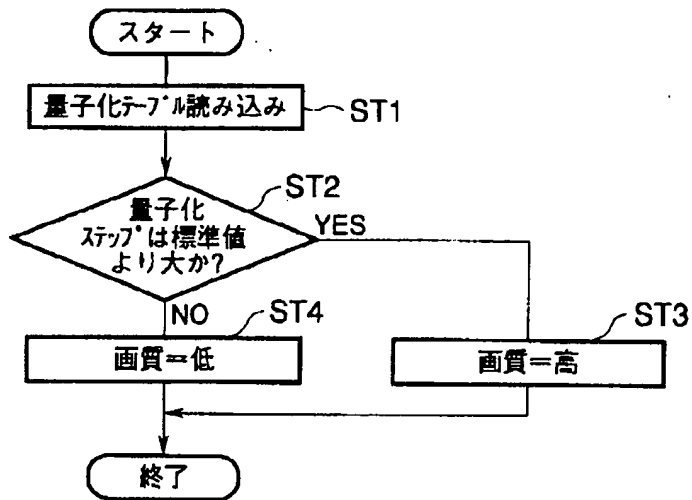 スタート
量子化ﾃｰﾌﾞﾙ読み込み
ST1
ST2
量子化
ｽﾃｯﾌﾟは標準値
より大か?
YES
NO
ST4
ST3
画質=低
画質=高
終了